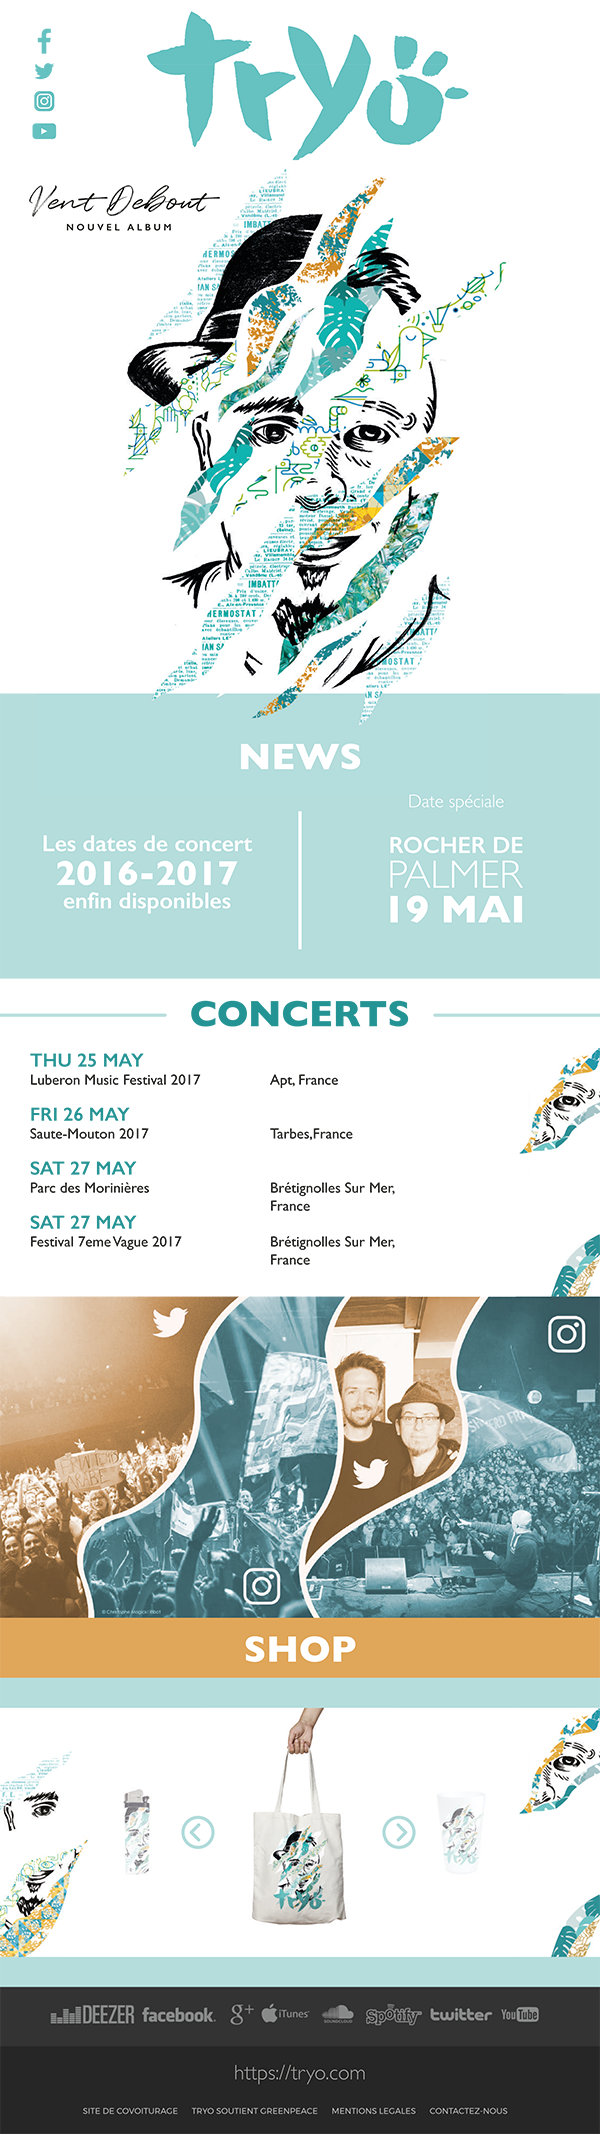 tryo
Vent Debout
NOUVEL ALBUM
NEWS
Les dates de concert
2016-2017
enfin disponibles
Date spéciale
ROCHER DE
PALMER
19 MAI
CONCERTS
THU 25 MAY
Luberon Music Festival 2017 Apt, France
FRI 26 MAY
Saute-Mouton 2017 Tarbes,France
SAT 27 MAY
Parc des Morinières Brétignolles Sur Mer,
France
SAT 27 MAY
Festival 7eme Vague 2017 Brétignolles Sur Mer,
France
SHOP
tryo
DEEZER facebook. g+ iTunes SOUNDCLOUD Spotify twitter YouTube
https://tryo.com
SITE DE COVOITURAGE TRYO SOUTIENT GREENPEACE MENTIONS LEGALES CONTACTEZ-NOUS